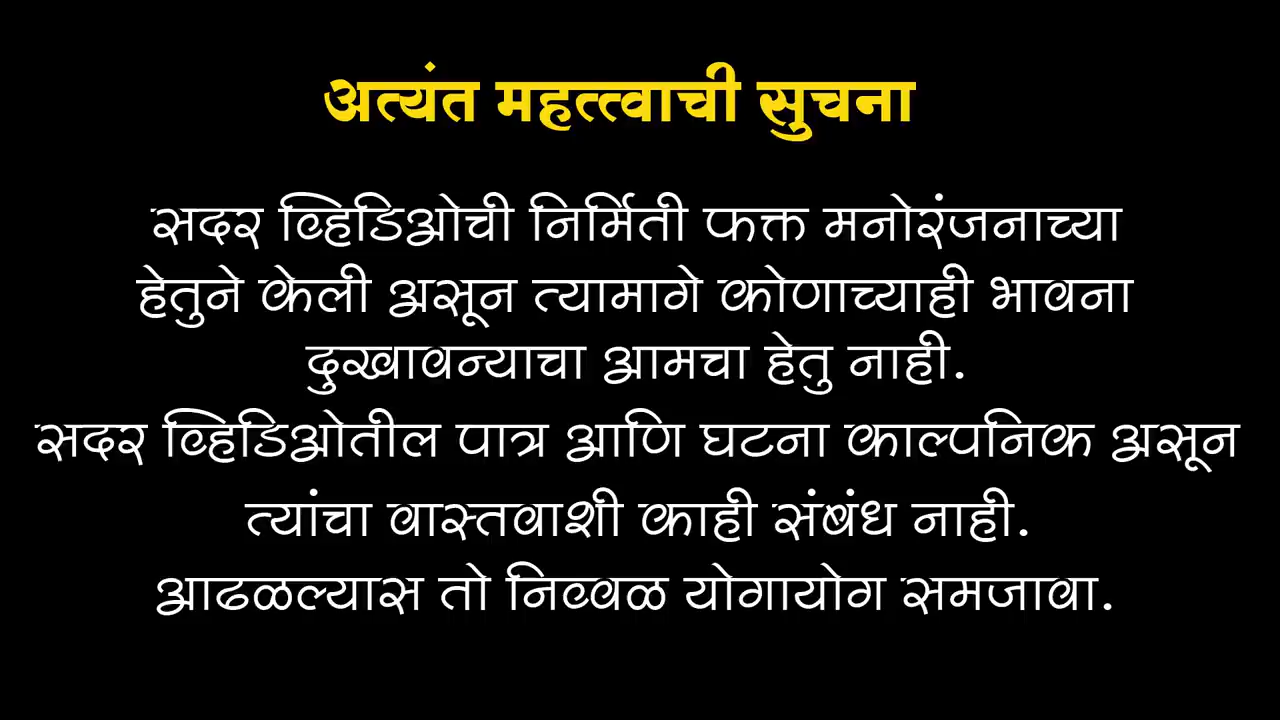 अत्यंत महत्त्वाची सुचना
सदर व्हिडिओची निर्मिती फक्त मनोरंजनाच्या
हेतुने केली असून त्यामागे कोणाच्याही भावना
दुखावन्याचा आमचा हेतु नाही.
सदर व्हिडिओतील पात्र आणि घटना काल्पनिक असून
त्यांचा वास्तवाशी काही संबंध नाही.
आढळल्यास तो निव्वळ योगायोग समजावा.